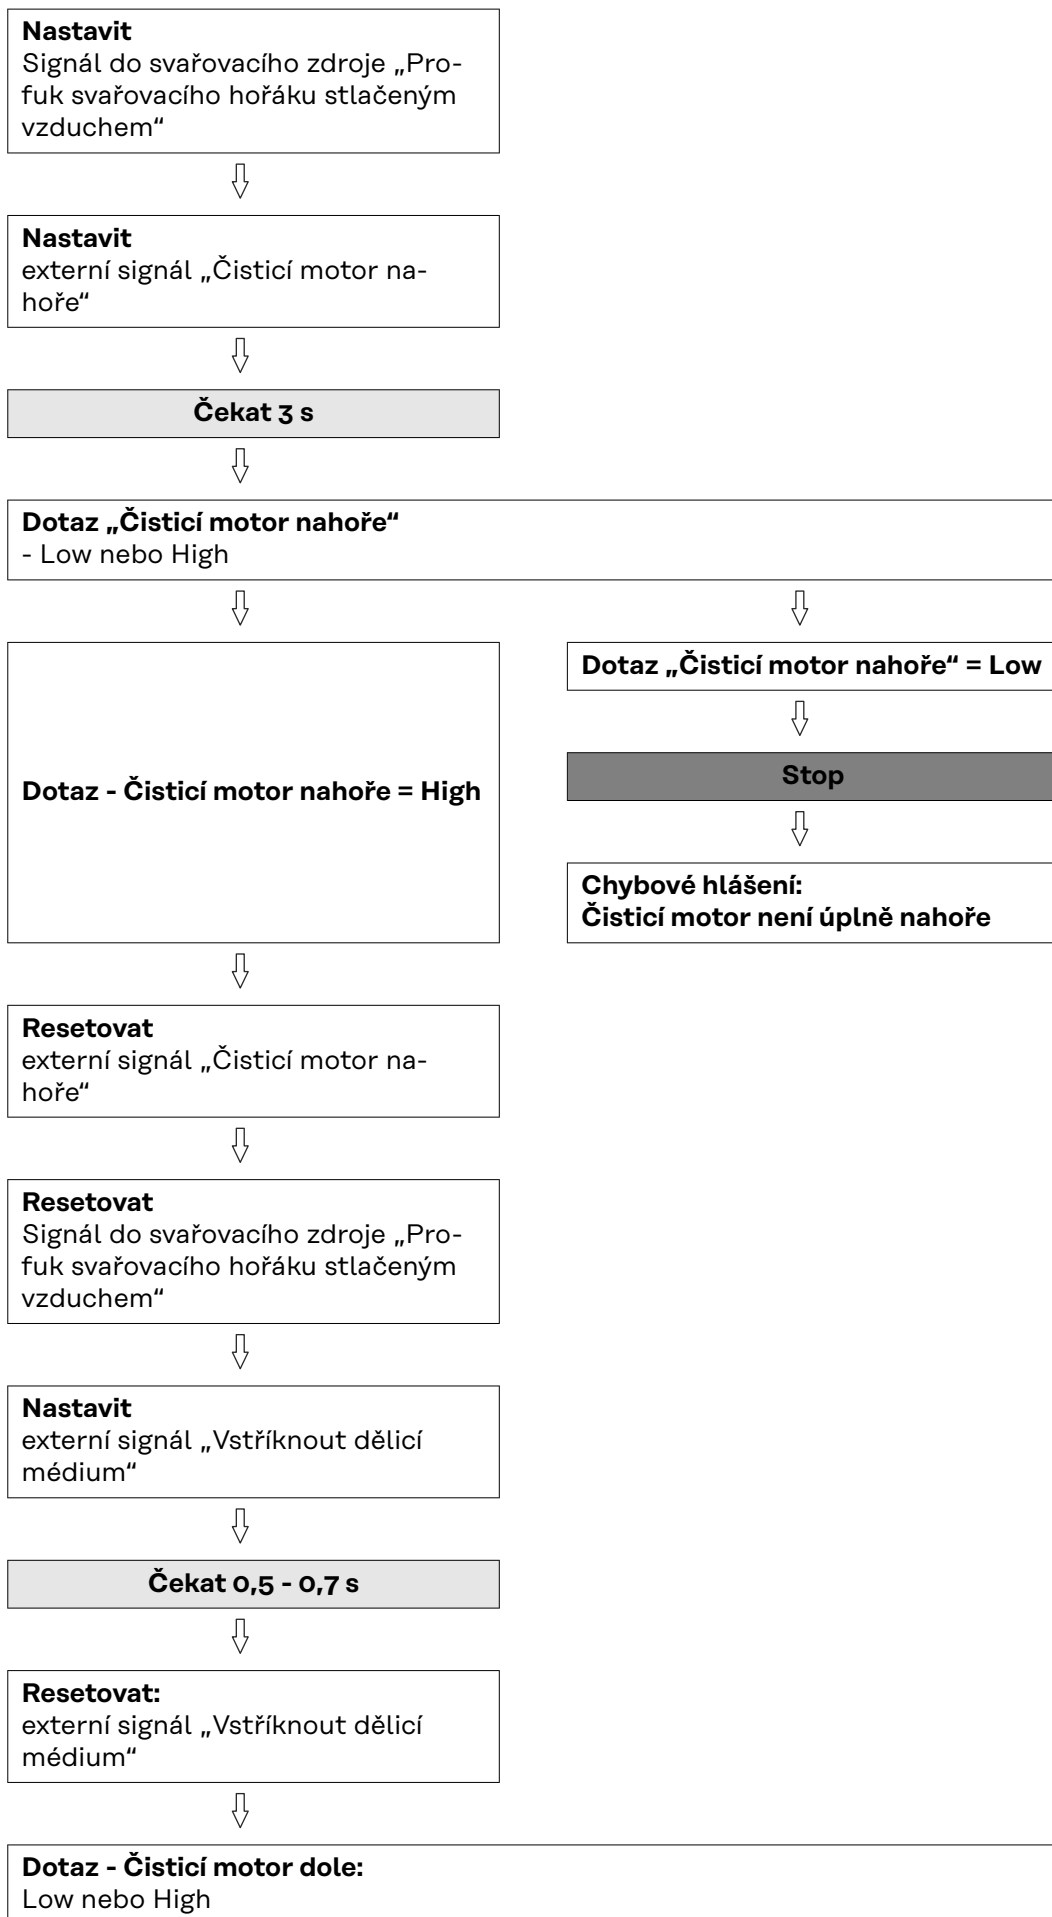 Nastavit
Signál do svařovacího zdroje „Pro-
fuk svařovacího hořáku stlačeným
vzduchem“
Nastavit
externí signál „Čisticí motor na-
hoře“
Čekat 3 s
Dotaz „Čisticí motor nahoře“
- Low nebo High
Dotaz - Čisticí motor nahoře = High
Dotaz „Čisticí motor nahoře“ = Low
Stop
Chybové hlášení:
Čisticí motor není úplně nahoře
Resetovat
externí signál „Čisticí motor na-
hoře“
Resetovat
Signál do svařovacího zdroje „Pro-
fuk svařovacího hořáku stlačeným
vzduchem“
Nastavit
externí signál „Vstříknout dělicí
médium“
Čekat 0,5 - 0,7 s
Resetovat:
externí signál „Vstříknout dělicí
médium“
Dotaz - Čisticí motor dole:
Low nebo High